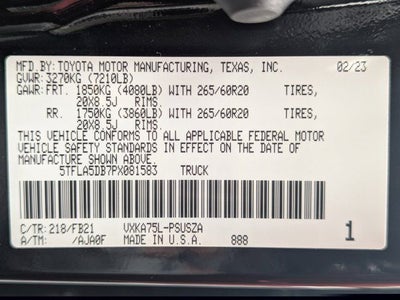 MFD.BY: TOYOTA MOTOR MANUFACTURING, TEXAS, INC. 02/23
GVWR: 3270KG (7210LB)
GAWR: FRT. 1850KG (4080LB) WITH 265/60R20 TIRES,
20X8.5J RIMS.
RR. 1750KG (3860LB) WITH 265/60R20 TIRES,
20X8.5J RIMS.
THIS VEHICLE CONFORMS TO ALL APPLICABLE FEDERAL MOTOR
VEHICLE SAFETY STANDARDS IN EFFECT ON THE DATE OF
MANUFACTURE SHOWN ABOVE.
5TFLA5DB7PX081583 TRUCK
C/TR: 218/FB21 VXKA75L-PSUSZA
A/TM: /AJA0F MADE IN U.S.A. 888 1